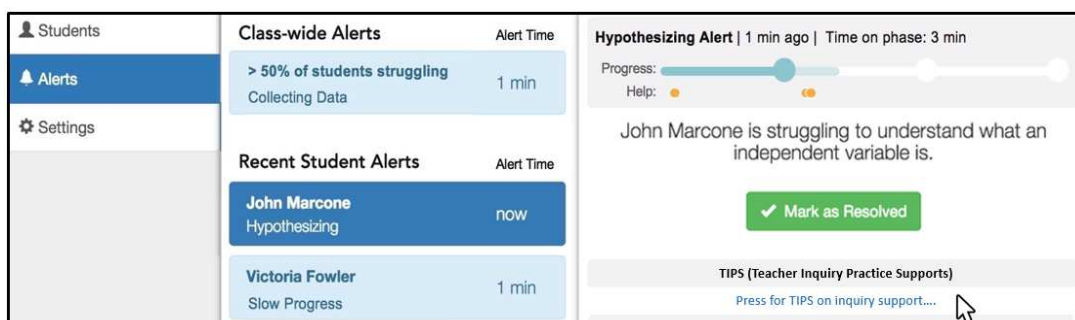 Students
Alerts
Settings
Class-wide Alerts
Alert Time
> 50% of students struggling
Collecting Data
1 min
Recent Student Alerts
Alert Time
John Marcone
Hypothesizing
now
Victoria Fowler
Slow Progress
1 min
Hypothesizing Alert | 1 min ago | Time on phase: 3 min
Progress:
Help:
John Marcone is struggling to understand what an
independent variable is.
✔ Mark as Resolved
TIPS (Teacher Inquiry Practice Supports)
Press for TIPS on inquiry support....